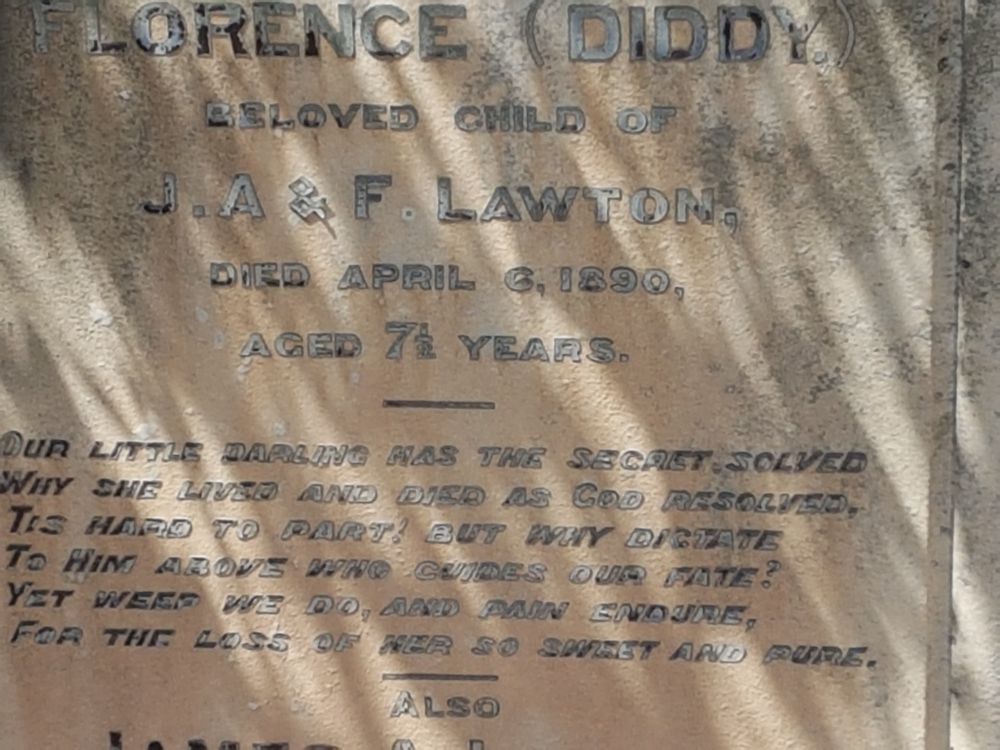 FLORENCE (DIDDY.)
BELOVED CHILD OF
J. A & F. LAWTON,
DIED APRIL 6, 1890,
AGED 7½ YEARS.
OUR LITTLE DARLING HAS THE SECRET SOLVED
WHY SHE LIVED AND DIED AS GOD RESOLVED,
TIS HARD TO PART! BUT WHY DICTATE
TO HIM ABOVE WHO GUIDES OUR FATE?
YET WEEP WE DO, AND PAIN ENDURE,
FOR THE LOSS OF HER SO SWEET AND PURE.
ALSO